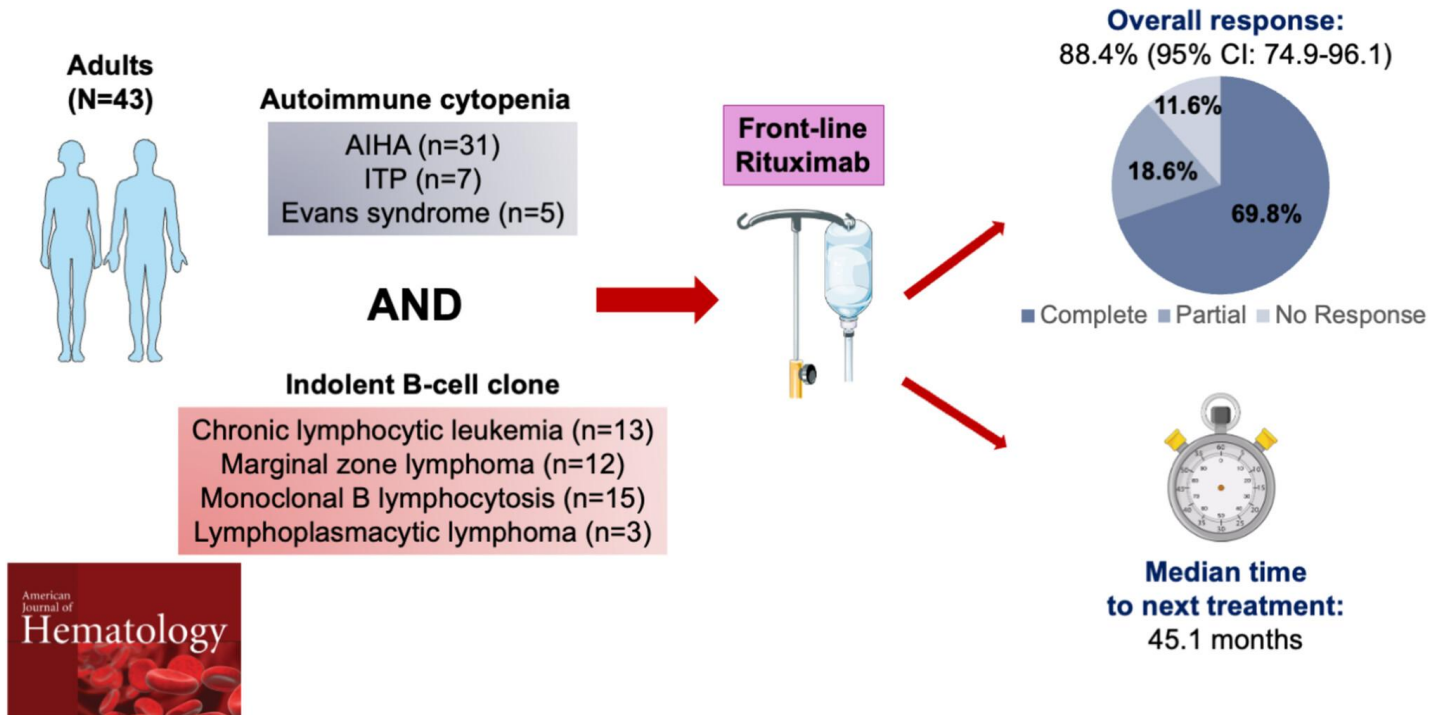 Adults
(N=43)
Autoimmune cytopenia
AIHA (n=31)
ITP (n=7)
Evans syndrome (n=5)
AND
Indolent B-cell clone
Chronic lymphocytic leukemia (n=13)
Marginal zone lymphoma (n=12)
Monoclonal B lymphocytosis (n=15)
Lymphoplasmacytic lymphoma (n=3)
Front-line
Rituximab
Overall response:
88.4% (95% CI: 74.9-96.1)
11.6%
18.6%
69.8%
Complete Partial No Response
Median time
to next treatment:
45.1 months
American
Journal of
Hematology